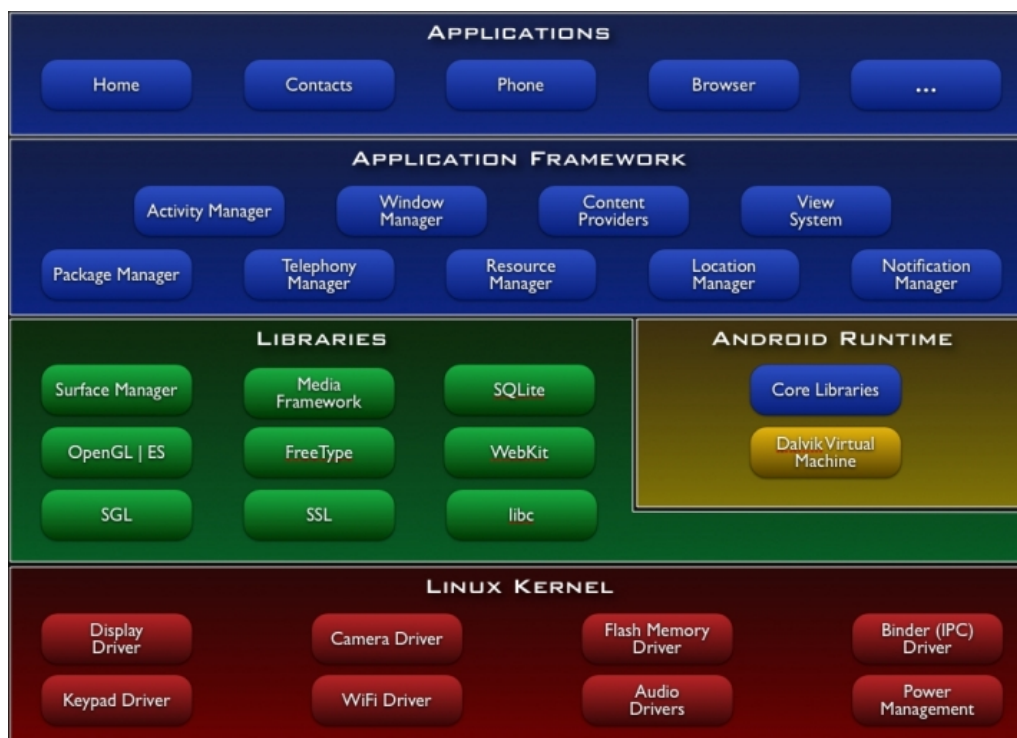 APPLICATIONS
Home
Contacts
Phone
Browser
...
APPLICATION FRAMEWORK
Activity Manager
Window
Manager
Content
Providers
View
System
Package Manager
Telephony
Manager
Resource
Manager
Location
Manager
Notification
Manager
LIBRARIES
Surface Manager
Media
Framework
SQLite
OpenGL | ES
FreeType
WebKit
SGL
SSL
libc
ANDROID RUNTIME
Core Libraries
Dalvik Virtual
Machine
LINUX KERNEL
Display
Driver
Camera Driver
Flash Memory
Driver
Binder (IPC)
Driver
Keypad Driver
WiFi Driver
Audio
Drivers
Power
Management